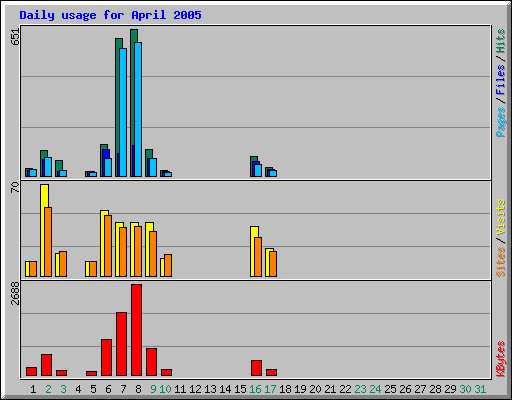 Daily usage for April 2005
651
Pages / Files / Hits
70
Sites / Visits
2688
KBytes
1 2 3 4 5 6 7 8 9 10 11 12 13 14 15 16 17 18 19 20 21 22 23 24 25 26 27 28 29 30 31